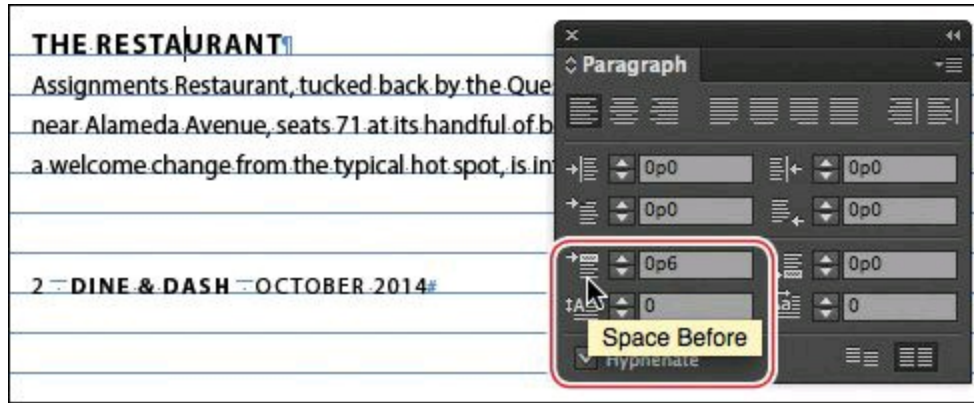 THE RESTAURANT¶
Assignments Restaurant, tucked back by the Que
near Alameda Avenue, seats 71 at its handful of b
a welcome change from the typical hot spot, is in
2 DINE & DASH OCTOBER 2014#
Paragraph
0p0 0p0
0p0 0p0
0p6 0p0
0 0
Space Before
Hyphenate